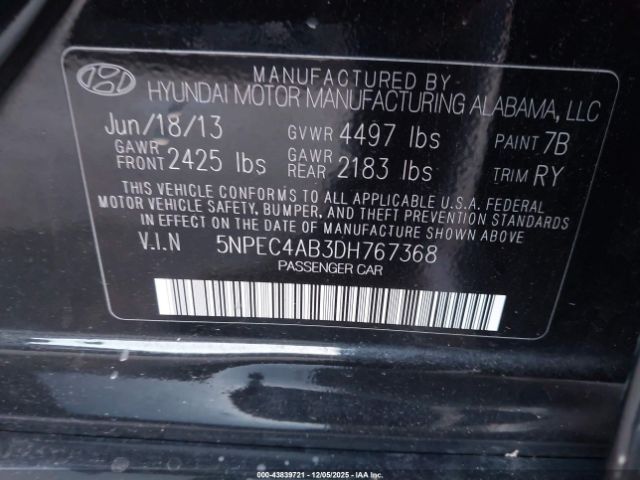 MANUFACTURED BY
HYUNDAI MOTOR MANUFACTURING ALABAMA, LLC
Jun/18/13 GVWR 4497 lbs PAINT 7B
GAWR FRONT 2425 lbs GAWR REAR 2183 lbs TRIM RY
THIS VEHICLE CONFORMS TO ALL APPLICABLE U.S.A. FEDERAL
MOTOR VEHICLE SAFETY, BUMPER, AND THEFT PREVENTION STANDARDS
IN EFFECT ON THE DATE OF MANUFACTURE SHOWN ABOVE.
V.I.N 5NPEC4AB3DH767368
PASSENGER CAR
000-43839721 - 12/05/2025 - IAA Inc.